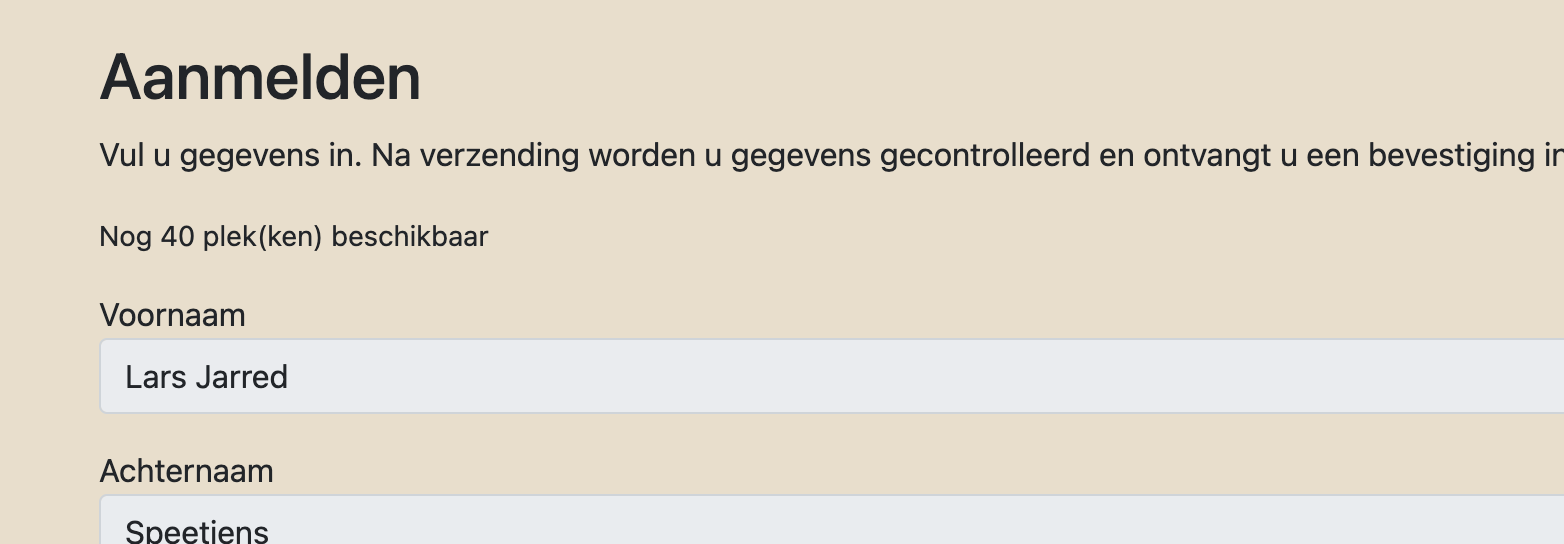 Aanmelden
Vul u gegevens in. Na verzending worden u gegevens gecontrolleerd en ontvangt u een bevestiging in
Nog 40 plek(ken) beschikbaar
Voornaam
Lars Jarred
Achternaam
Speetjens